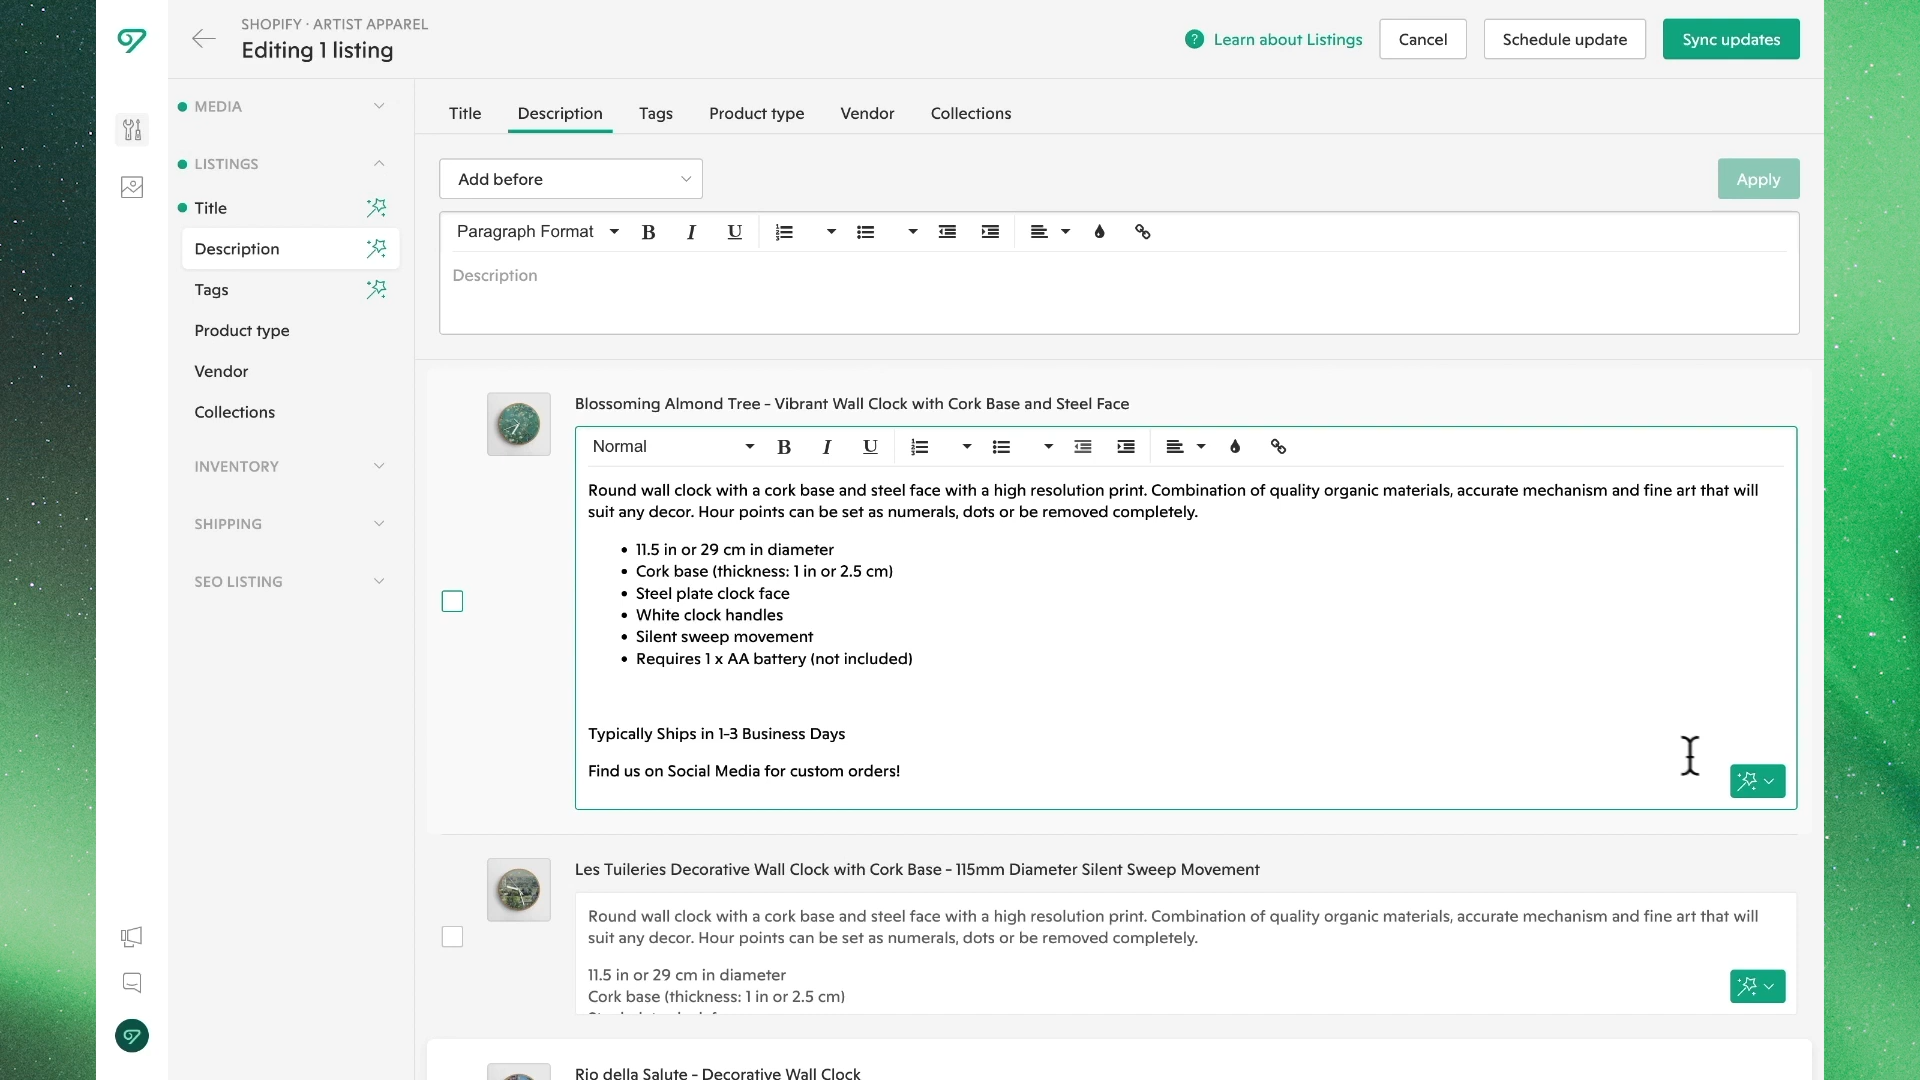 SHOPIFY · ARTIST APPAREL
Editing 1 listing
Learn about Listings
Cancel
Schedule update
Sync updates
MEDIA
LISTINGS
Title
Description
Tags
Product type
Vendor
Collections
INVENTORY
SHIPPING
SEO LISTING
Title
Description
Tags
Product type
Vendor
Collections
Add before
Apply
Paragraph Format
B
I
U
Description
Blossoming Almond Tree - Vibrant Wall Clock with Cork Base and Steel Face
Normal
B
I
U
Round wall clock with a cork base and steel face with a high resolution print. Combination of quality organic materials, accurate mechanism and fine art that will
suit any decor. Hour points can be set as numerals, dots or be removed completely.
• 11.5 in or 29 cm in diameter
• Cork base (thickness: 1 in or 2.5 cm)
• Steel plate clock face
• White clock handles
• Silent sweep movement
• Requires 1 x AA battery (not included)
Typically Ships in 1-3 Business Days
Find us on Social Media for custom orders!
Les Tuileries Decorative Wall Clock with Cork Base - 115mm Diameter Silent Sweep Movement
Round wall clock with a cork base and steel face with a high resolution print. Combination of quality organic materials, accurate mechanism and fine art that will
suit any decor. Hour points can be set as numerals, dots or be removed completely.
11.5 in or 29 cm in diameter
Cork base (thickness: 1 in or 2.5 cm)
Rio della Salute - Decorative Wall Clock